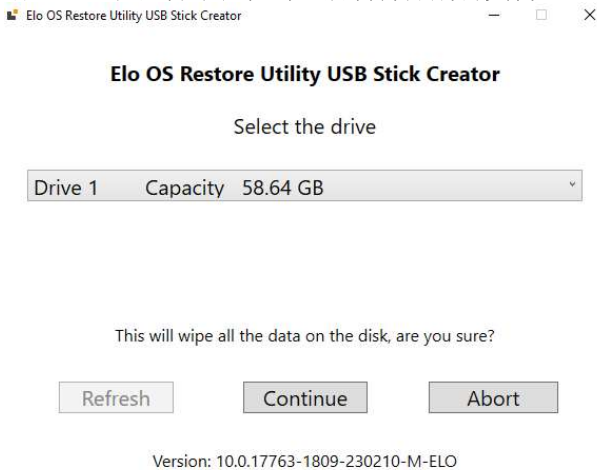 Elo OS Restore Utility USB Stick Creator
Elo OS Restore Utility USB Stick Creator
Select the drive
Drive 1 Capacity 58.64 GB
This will wipe all the data on the disk, are you sure?
Refresh Continue Abort
Version: 10.0.17763-1809-230210-M-ELO